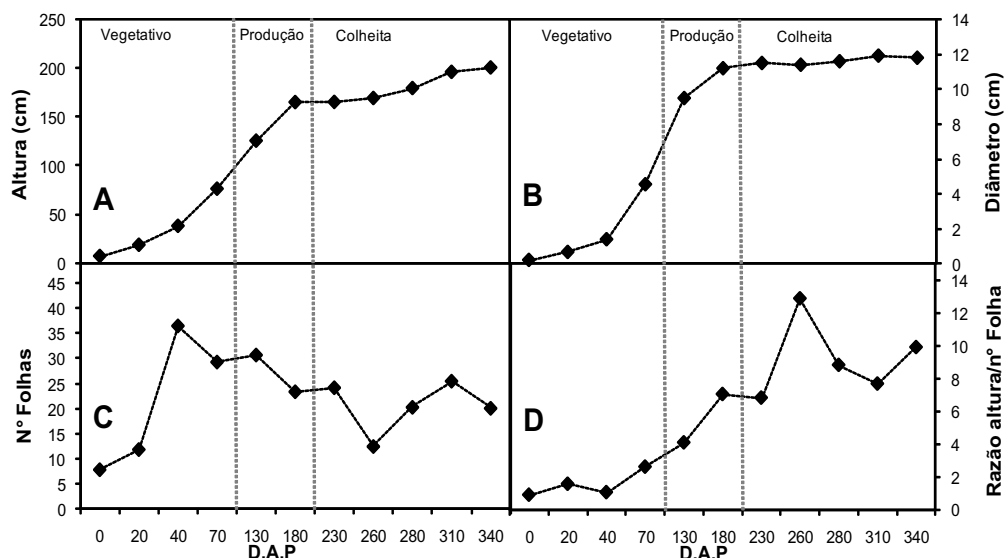 Vegetativo Produção Colheita
Altura (cm)
250
200
150
100
50
0
A
Vegetativo Produção Colheita
14
12
10
8
6
4
2
0
Diâmetro (cm)
B
N° Folhas
45
40
35
30
25
20
15
10
5
0
C
0 20 40 70 130 180 230 260 280 310 340
D.A.P
14
12
10
8
6
4
2
0
Razão altura/n° Folha
D
0 20 40 70 130 180 230 260 280 310 340
D.A.P